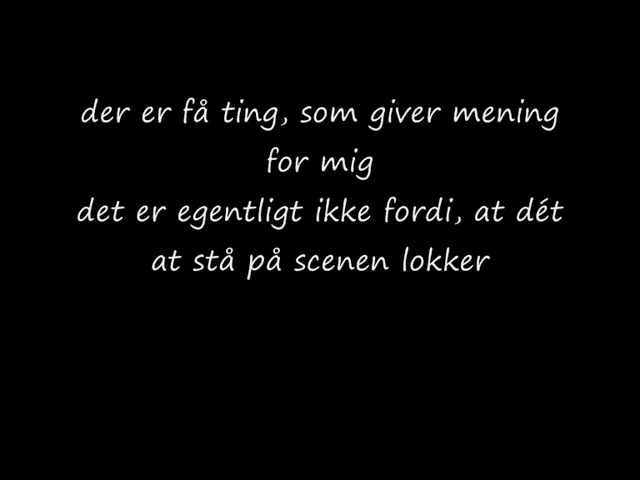 der er få ting, som giver mening
for mig
det er egentligt ikke fordi, at dét
at stå på scenen lokker